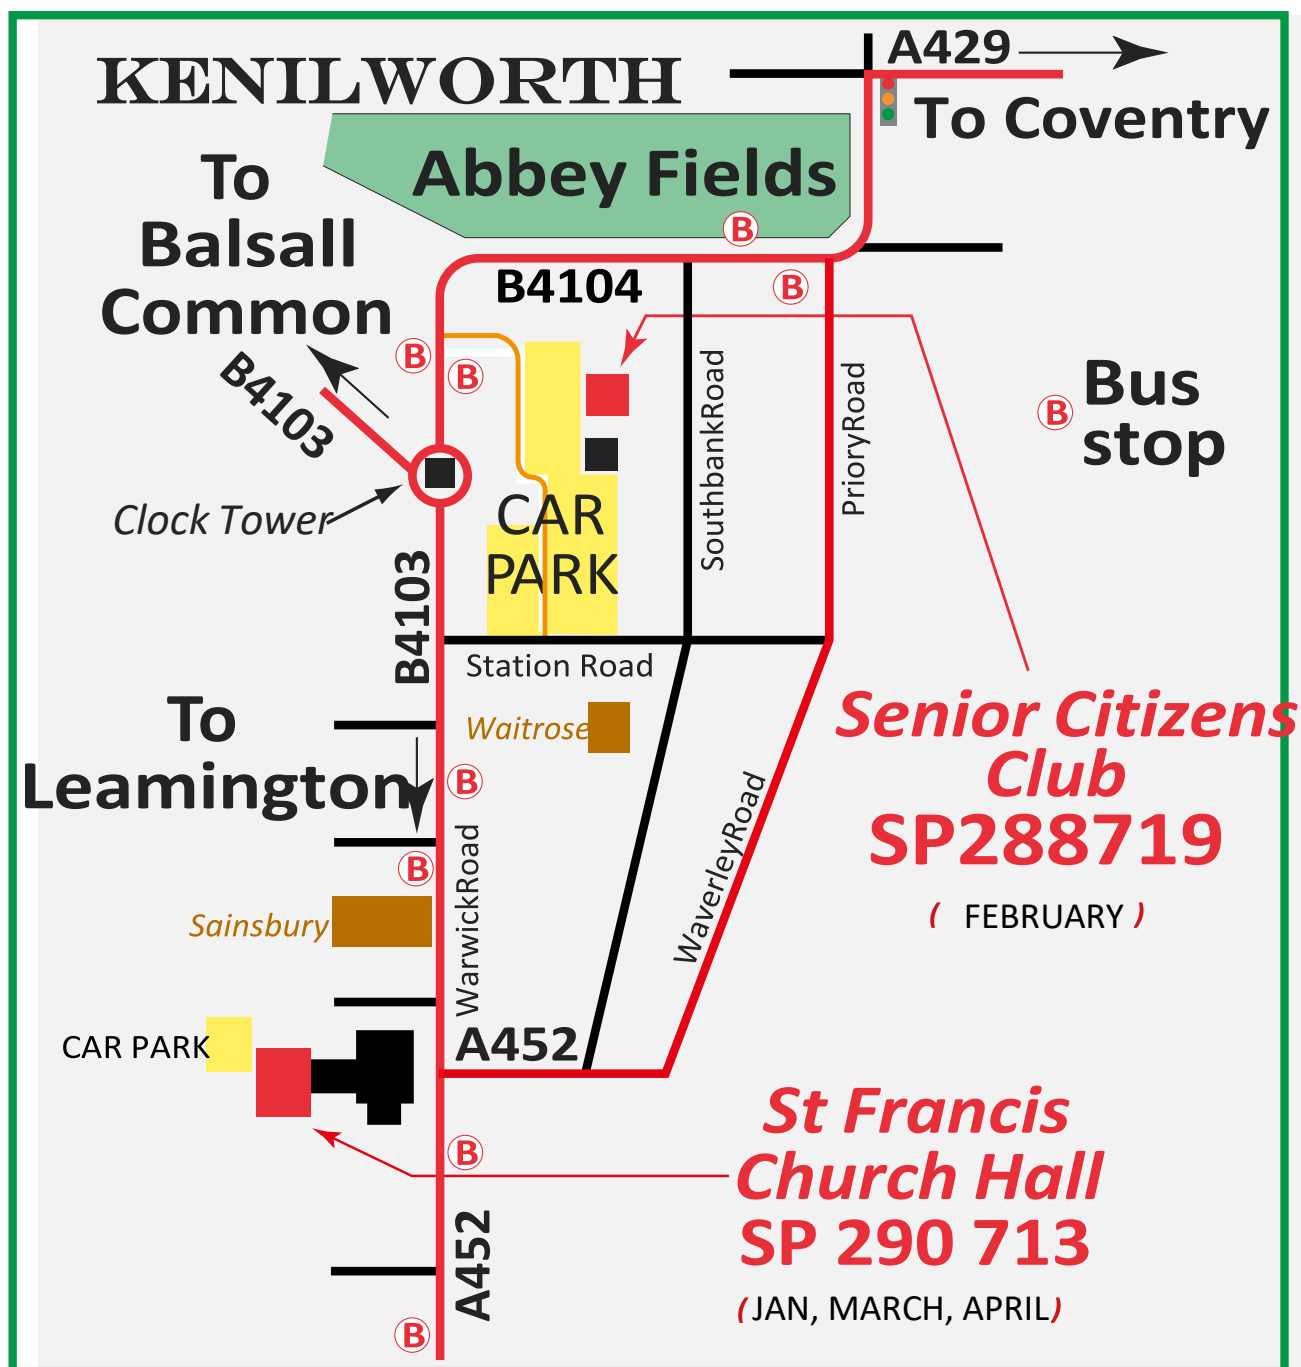 KENILWORTH
A429
To Coventry
Abbey Fields
To
Balsall
Common
B
B4104
B
B
B
B4103
SouthbankRoad
PrioryRoad
B
Bus
stop
Clock Tower
CAR
PARK
B4103
Station Road
To
Leamington
Waitrose
B
Senior Citizens
Club
SP288719
( FEBRUARY )
WaverleyRoad
B
WarwickRoad
Sainsbury
CAR PARK
A452
St Francis
Church Hall
SP 290 713
(JAN, MARCH, APRIL)
B
A452
B